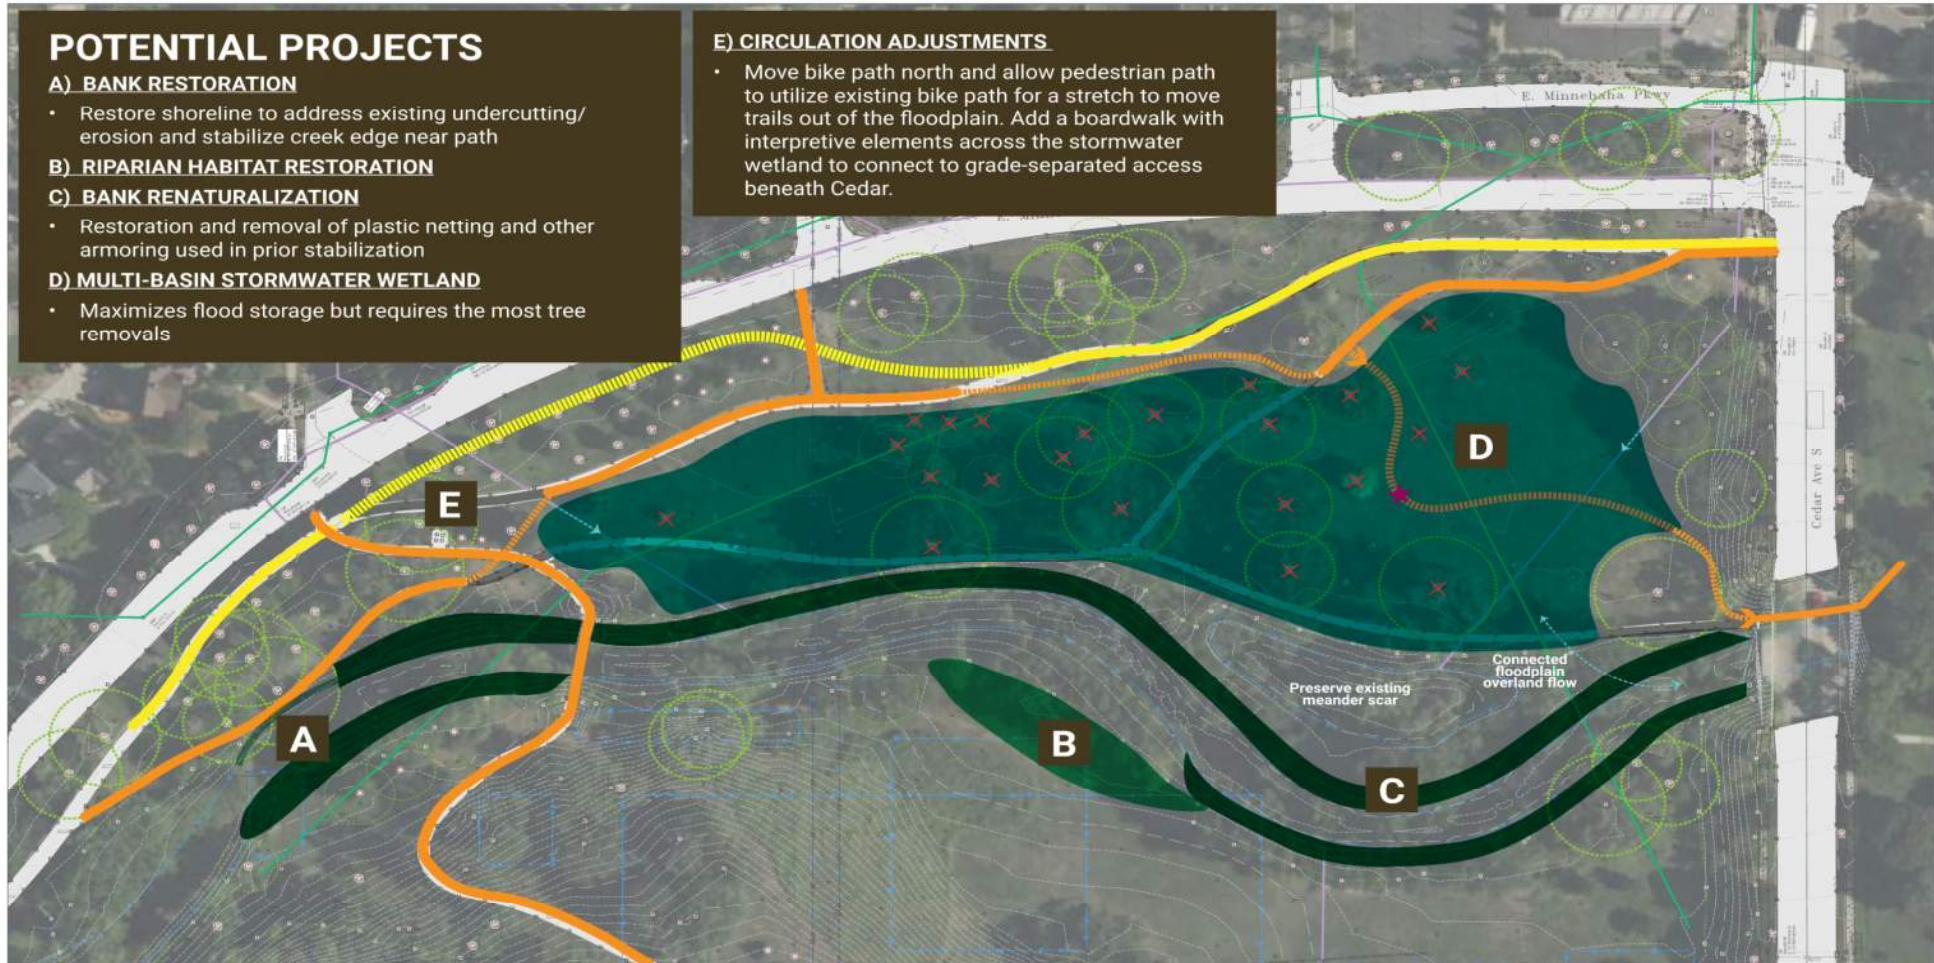 POTENTIAL PROJECTS
A) BANK RESTORATION
• Restore shoreline to address existing undercutting/
erosion and stabilize creek edge near path
B) RIPARIAN HABITAT RESTORATION
C) BANK RENATURALIZATION
• Restoration and removal of plastic netting and other
armoring used in prior stabilization
D) MULTI-BASIN STORMWATER WETLAND
• Maximizes flood storage but requires the most tree
removals
E) CIRCULATION ADJUSTMENTS
• Move bike path north and allow pedestrian path
to utilize existing bike path for a stretch to move
trails out of the floodplain. Add a boardwalk with
interpretive elements across the stormwater
wetland to connect to grade-separated access
beneath Cedar.
E. Minnehaha Pkwy
E
D
Cedar Ave S
Connected
floodplain
overland flow
Preserve existing
meander scar
A
B
C